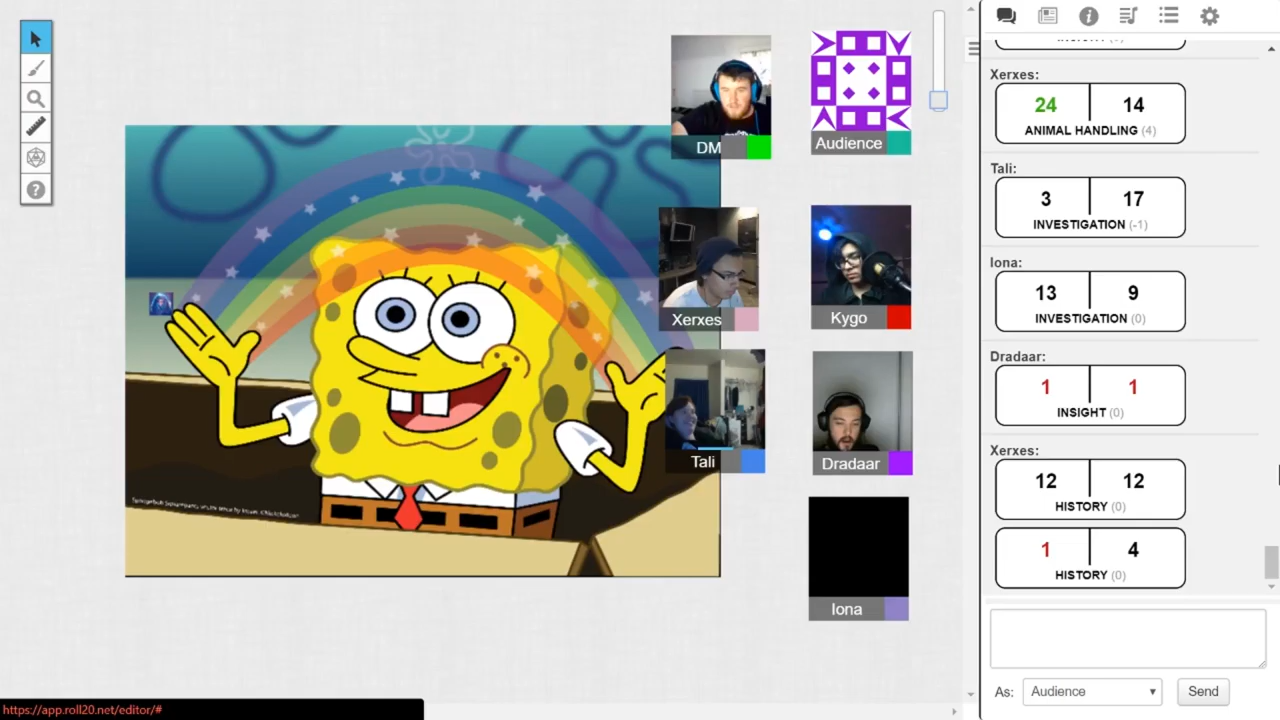 DM
Audience
Xerxes
Kygo
Tali
Dradaar
Iona
https://app.roll20.net/editor/#
Xerxes:
24 14
ANIMAL HANDLING (4)
Tali:
3 17
INVESTIGATION (-1)
Iona:
13 9
INVESTIGATION (0)
Dradaar:
1 1
INSIGHT (0)
Xerxes:
12 12
HISTORY (0)
1 4
HISTORY (0)
As: Audience
Send